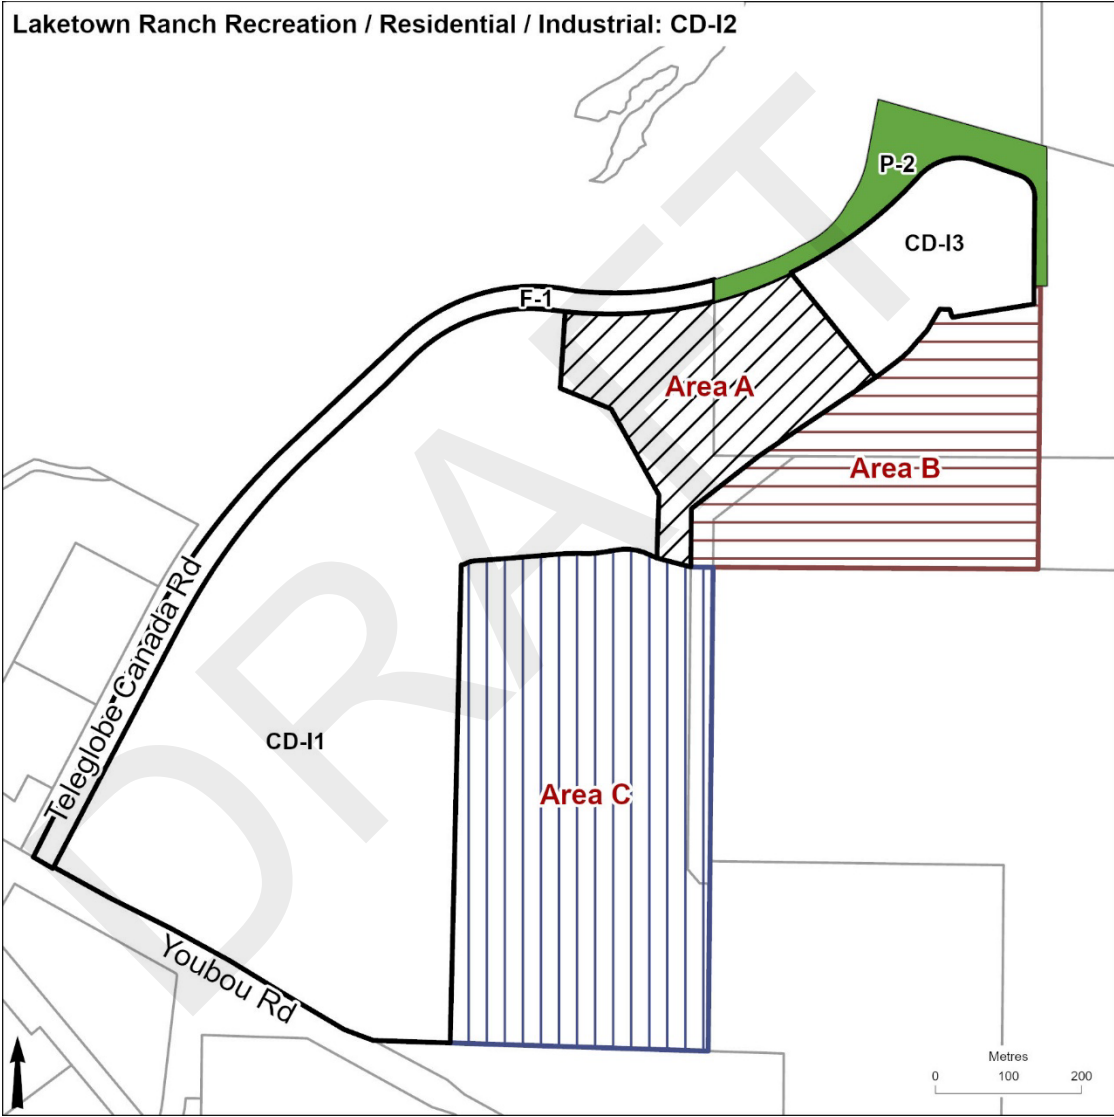 Laketown Ranch Recreation / Residential / Industrial: CD-I2
P-2
CD-I3
F-1
Area A
Area B
Teleglobe Canada Rd
CD-I1
Area C
Youbou Rd
Metres
0 100 200
DRAFT